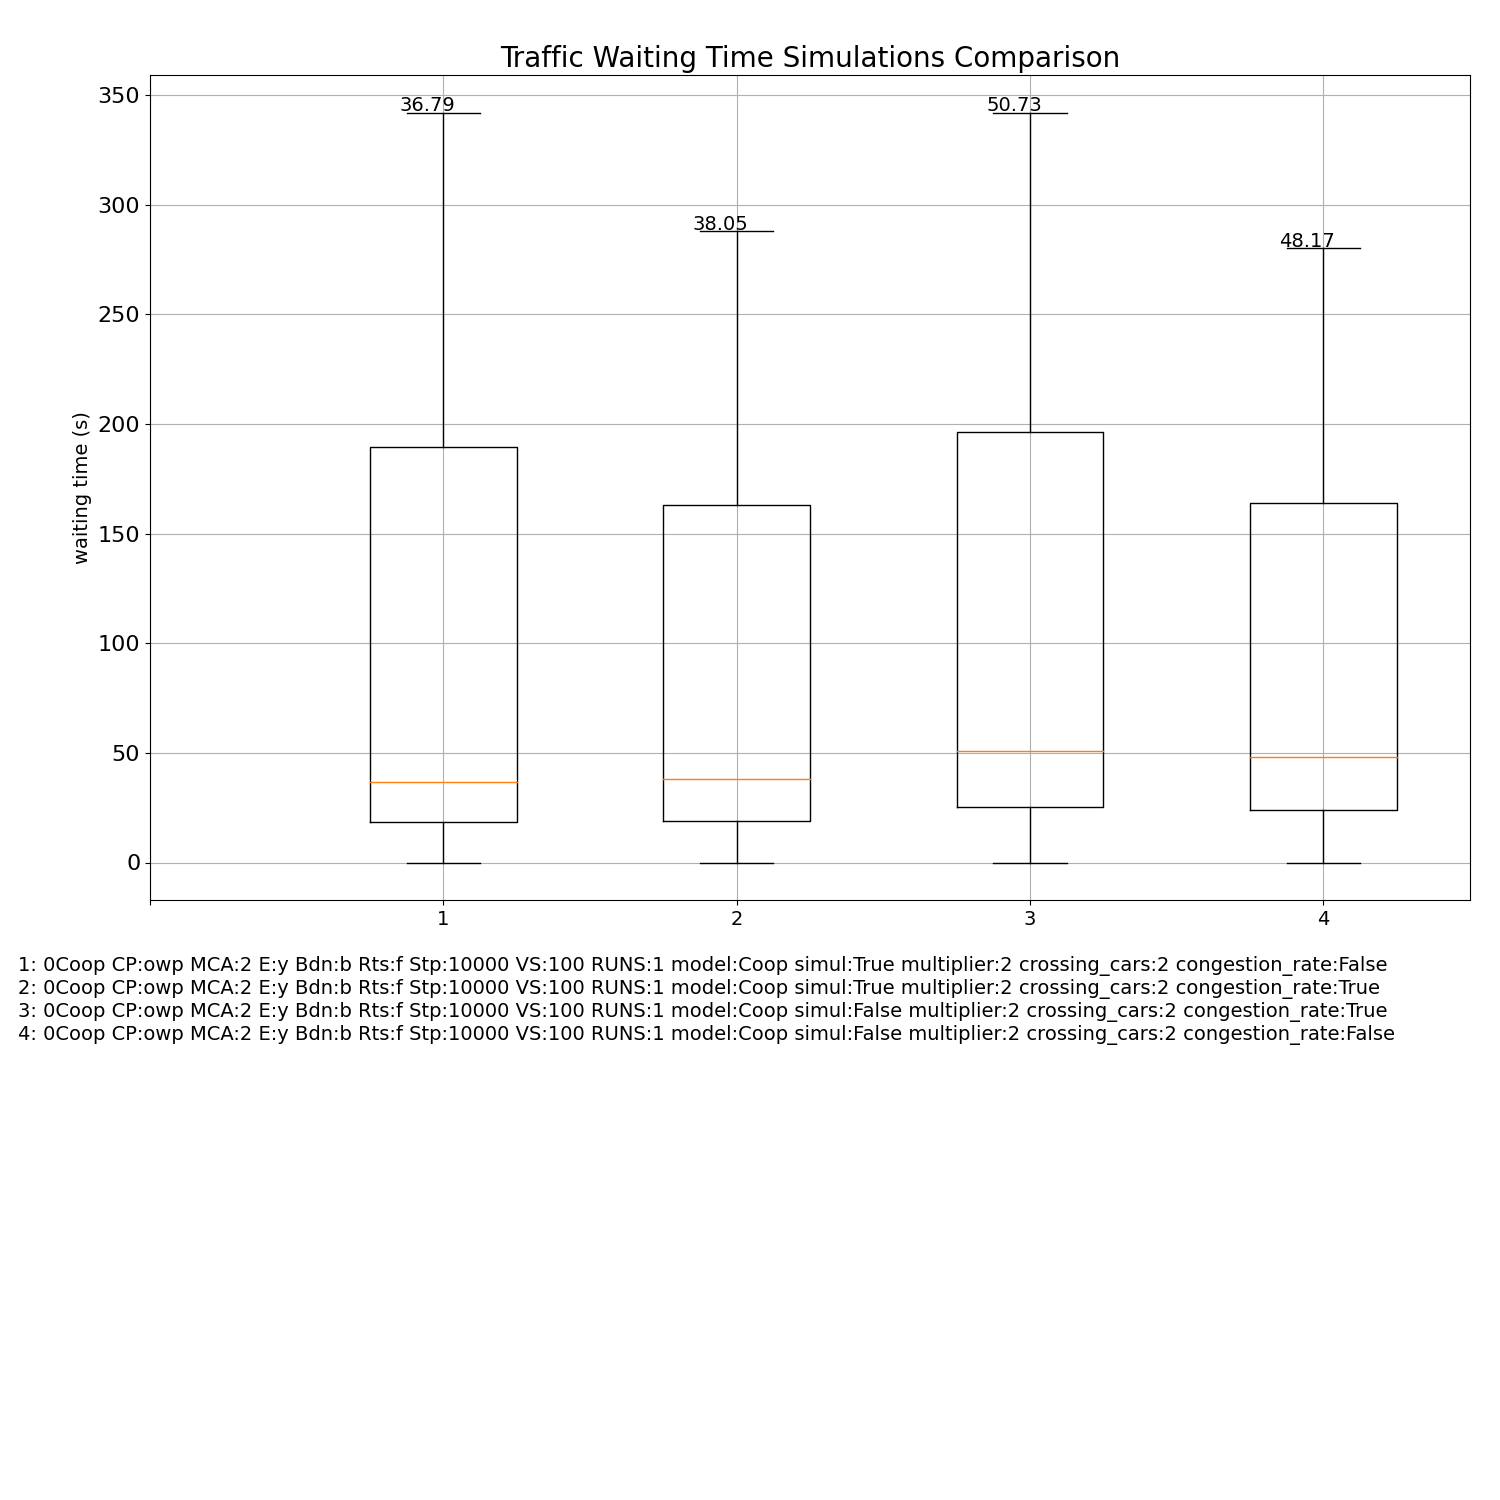 Traffic Waiting Time Simulations Comparison
350
300
250
200
150
100
50
0
waiting time (s)
36.79
38.05
50.73
48.17
1 2 3 4
1: 0Coop CP:owp MCA:2 E:y Bdn:b Rts:f Stp:10000 VS:100 RUNS:1 model:Coop simul:True multiplier:2 crossing_cars:2 congestion_rate:False
2: 0Coop CP:owp MCA:2 E:y Bdn:b Rts:f Stp:10000 VS:100 RUNS:1 model:Coop simul:True multiplier:2 crossing_cars:2 congestion_rate:True
3: 0Coop CP:owp MCA:2 E:y Bdn:b Rts:f Stp:10000 VS:100 RUNS:1 model:Coop simul:False multiplier:2 crossing_cars:2 congestion_rate:True
4: 0Coop CP:owp MCA:2 E:y Bdn:b Rts:f Stp:10000 VS:100 RUNS:1 model:Coop simul:False multiplier:2 crossing_cars:2 congestion_rate:False